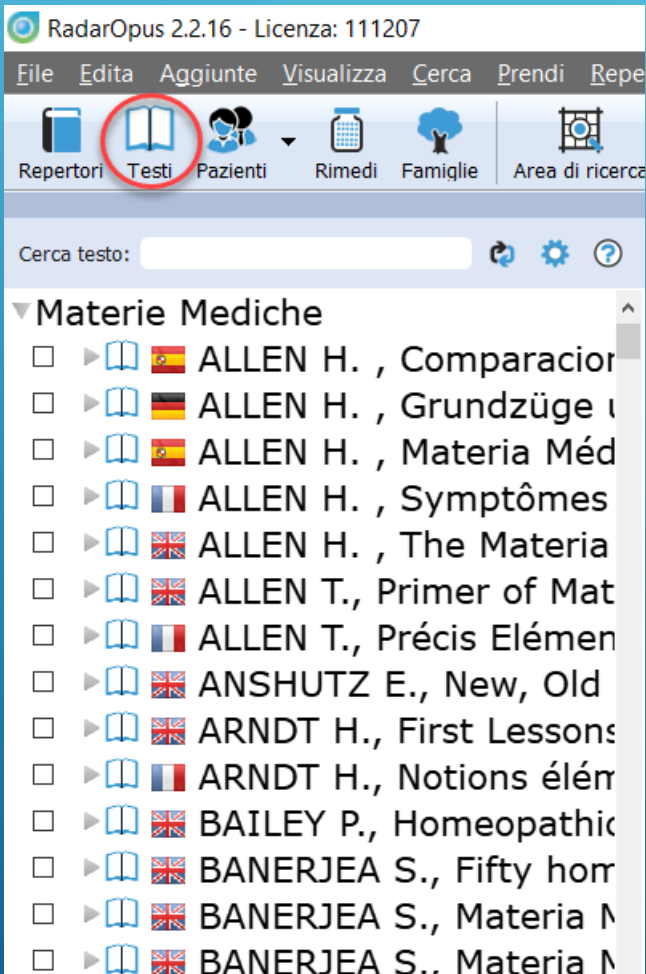 RadarOpus 2.2.16 - Licenza: 111207
File Edita Aggiunte Visualizza Cerca Prendi Repe
Repertori Testi Pazienti Rimedi Famiglie Area di ricerca
Cerca testo:
Materie Mediche
ALLEN H. , Comparacion
ALLEN H. , Grundzüge u
ALLEN H. , Materia Méd
ALLEN H. , Symptômes
ALLEN H. , The Materia
ALLEN T., Primer of Mat
ALLEN T., Précis Elémen
ANSHUTZ E., New, Old
ARNDT H., First Lessons
ARNDT H., Notions élém
BAILEY P., Homeopathic
BANERJEA S., Fifty hom
BANERJEA S., Materia M
BANERJEA S., Materia M